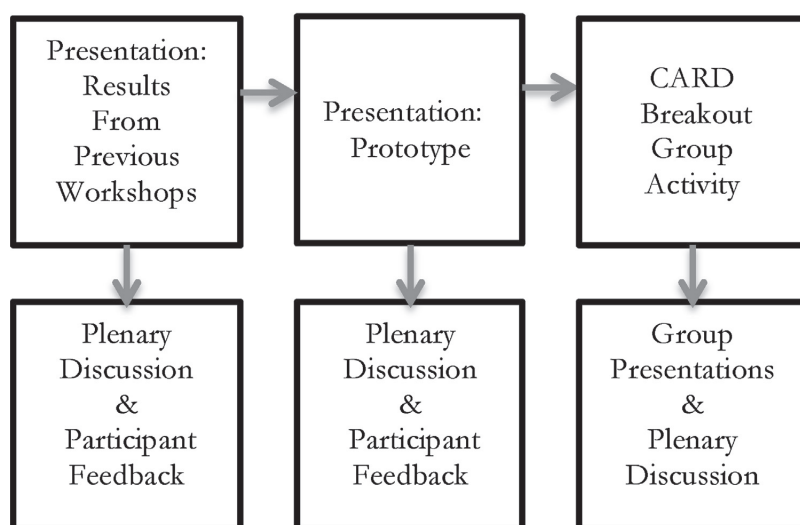 Presentation:
Results
From
Previous
Workshops
Presentation:
Prototype
CARD
Breakout
Group
Activity
Plenary
Discussion
&
Participant
Feedback
Plenary
Discussion
&
Participant
Feedback
Group
Presentations
&
Plenary
Discussion